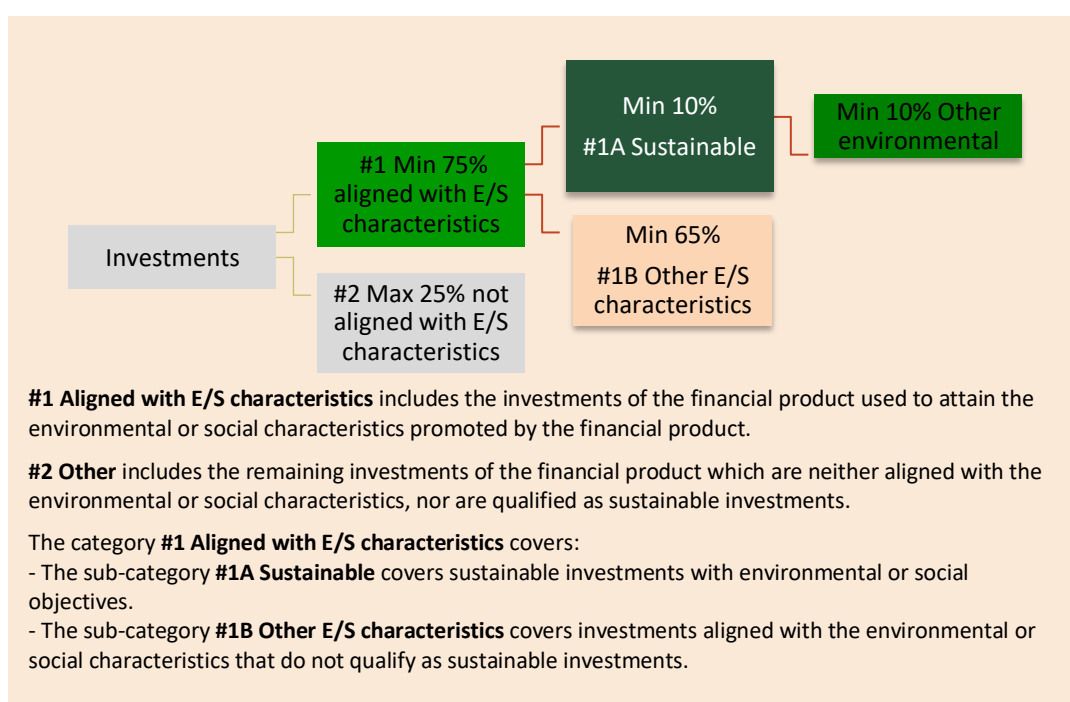 Investments
#1 Min 75%
aligned with E/S
characteristics
#2 Max 25% not
aligned with E/S
characteristics
Min 10%
#1A Sustainable
Min 65%
#1B Other E/S
characteristics
Min 10% Other
environmental
#1 Aligned with E/S characteristics includes the investments of the financial product used to attain the
environmental or social characteristics promoted by the financial product.
#2 Other includes the remaining investments of the financial product which are neither aligned with the
environmental or social characteristics, nor are qualified as sustainable investments.
The category #1 Aligned with E/S characteristics covers:
- The sub-category #1A Sustainable covers sustainable investments with environmental or social
objectives.
- The sub-category #1B Other E/S characteristics covers investments aligned with the environmental or
social characteristics that do not qualify as sustainable investments.